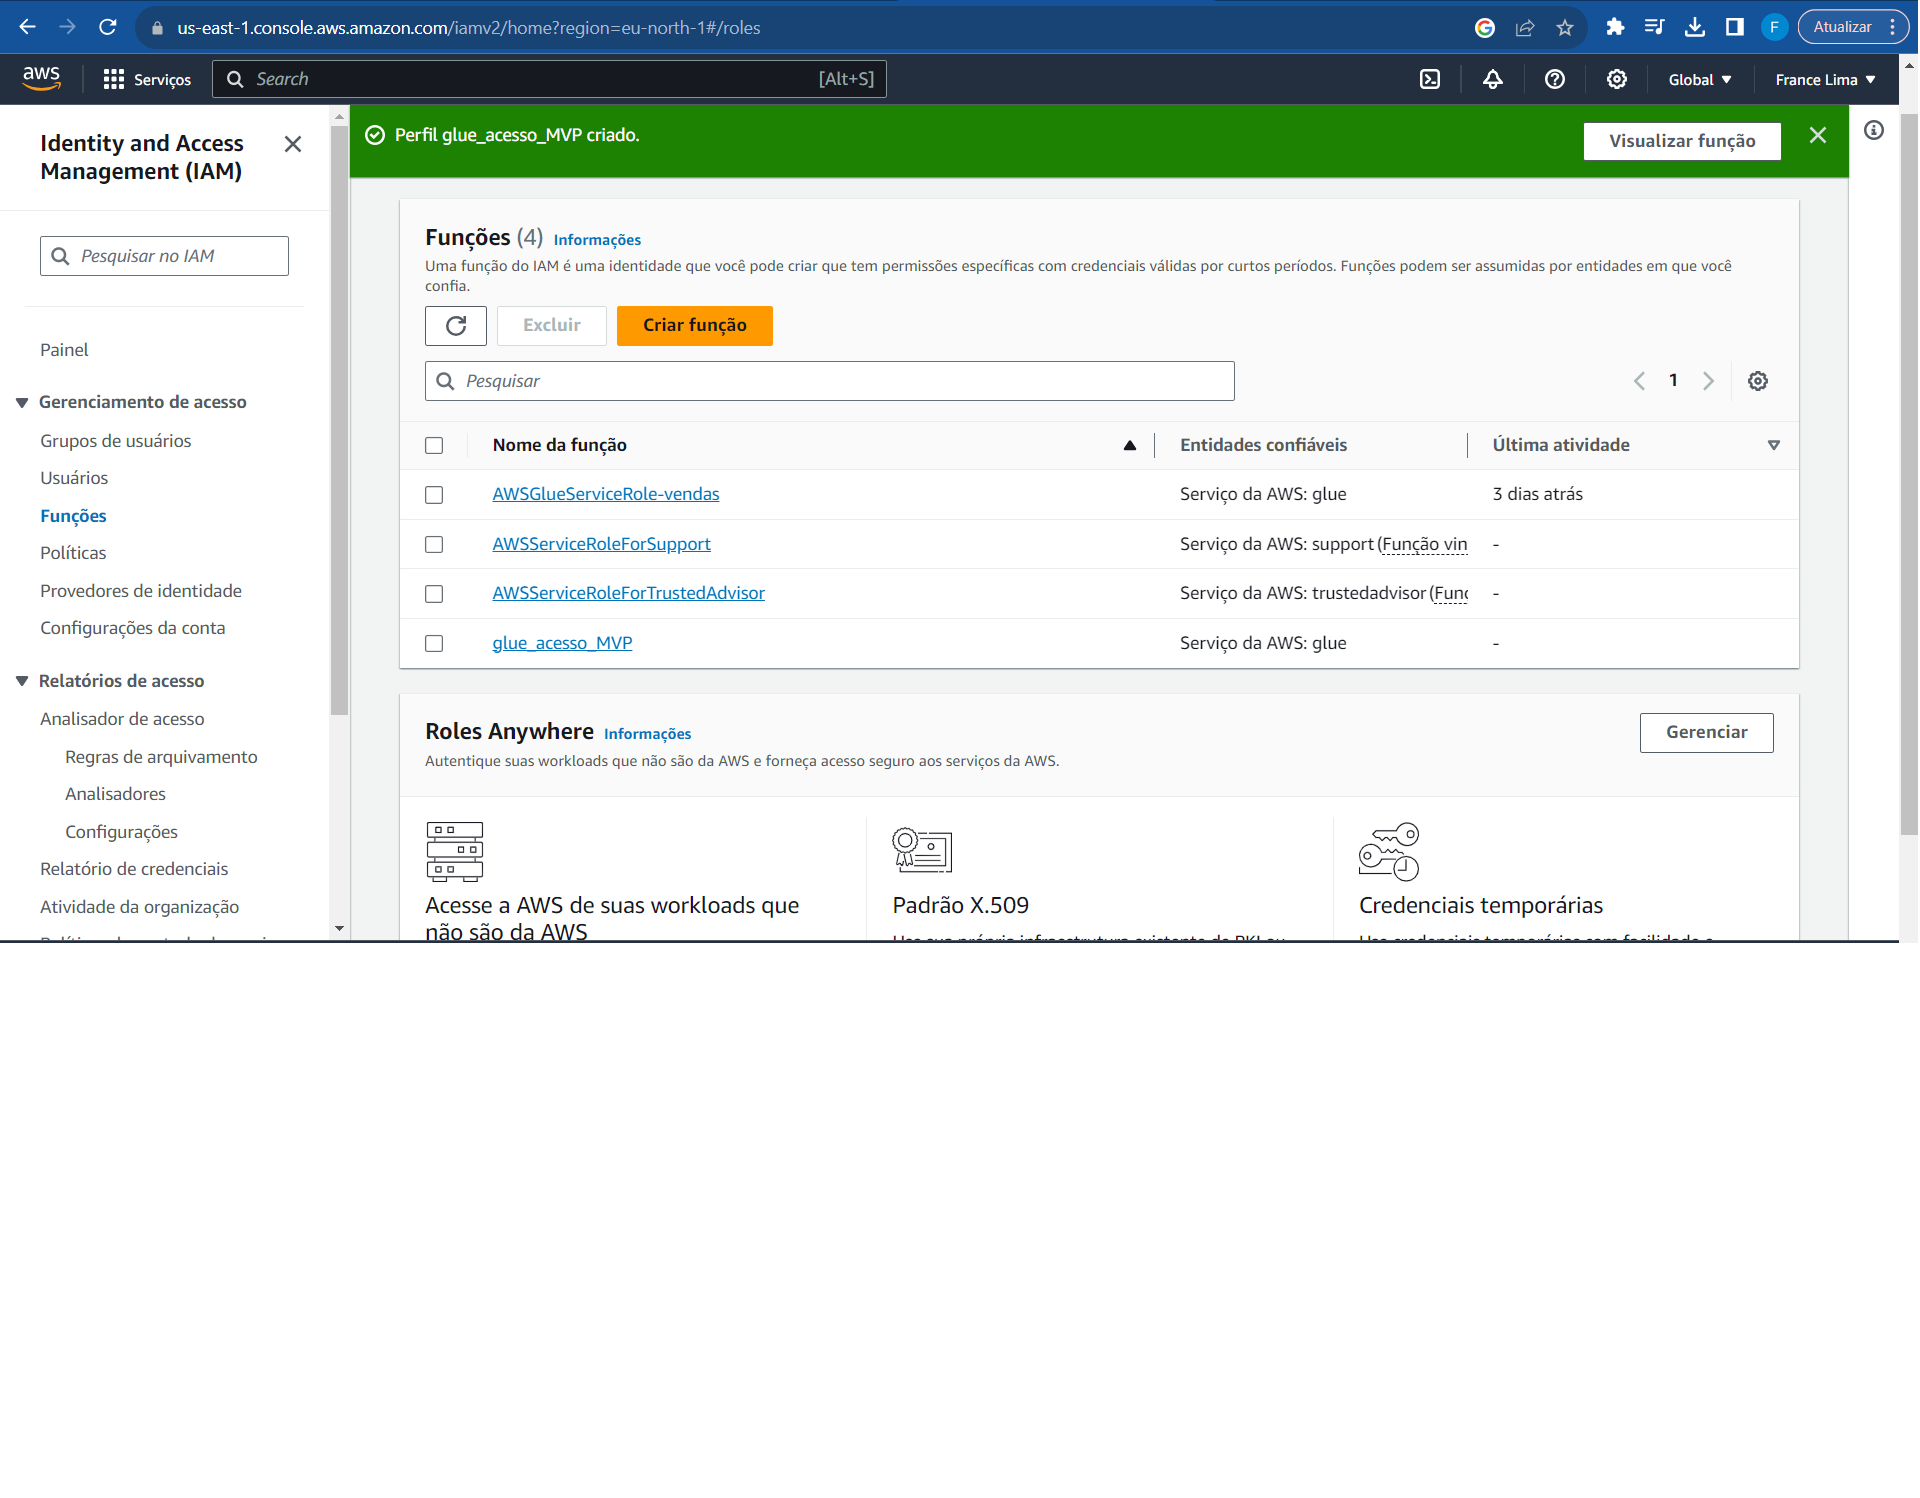 us-east-1.console.aws.amazon.com/iamv2/home?region=eu-north-1#/roles
F
Atualizar
aws
Serviços
Search
[Alt+S]
Global
France Lima
Identity and Access
Management (IAM)
Pesquisar no IAM
Painel
Gerenciamento de acesso
Grupos de usuários
Usuários
Funções
Políticas
Provedores de identidade
Configurações da conta
Relatórios de acesso
Analisador de acesso
Regras de arquivamento
Analisadores
Configurações
Relatório de credenciais
Atividade da organização
Perfil glue_acesso_MVP criado.
Visualizar função
Funções (4) Informações
Uma função do IAM é uma identidade que você pode criar que tem permissões específicas com credenciais válidas por curtos períodos. Funções podem ser assumidas por entidades em que você
confia.
Excluir
Criar função
Pesquisar
1
Nome da função
Entidades confiáveis
Última atividade
AWSGlueServiceRole-vendas
Serviço da AWS: glue
3 dias atrás
AWSServiceRoleForSupport
Serviço da AWS: support (Função vin
-
AWSServiceRoleForTrustedAdvisor
Serviço da AWS: trustedadvisor (Func
-
glue_acesso_MVP
Serviço da AWS: glue
-
Roles Anywhere Informações
Autentique suas workloads que não são da AWS e forneça acesso seguro aos serviços da AWS.
Gerenciar
Acesse a AWS de suas workloads que
não são da AWS
Padrão X.509
Credenciais temporárias